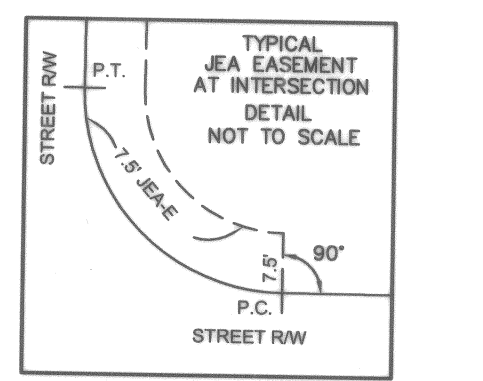 TYPICAL
JEA EASEMENT
AT INTERSECTION
DETAIL
NOT TO SCALE
STREET R/W
P.T.
7.5' JEA-E
7.5'
90°
P.C.
STREET R/W